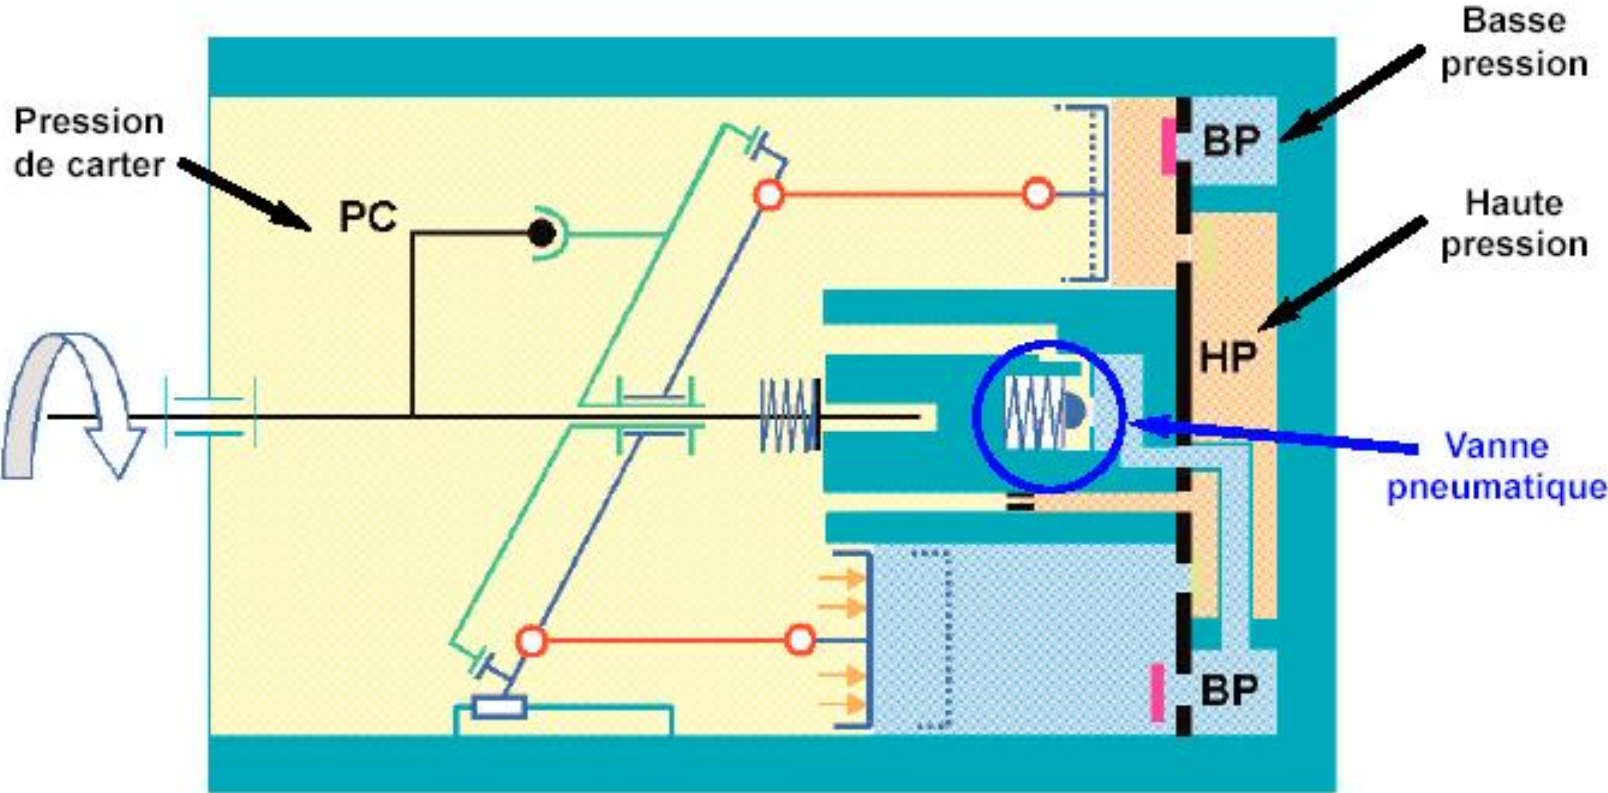 Basse
pression
Pression
de carter
BP
PC
Haute
pression
HP
Vanne
pneumatique
BP